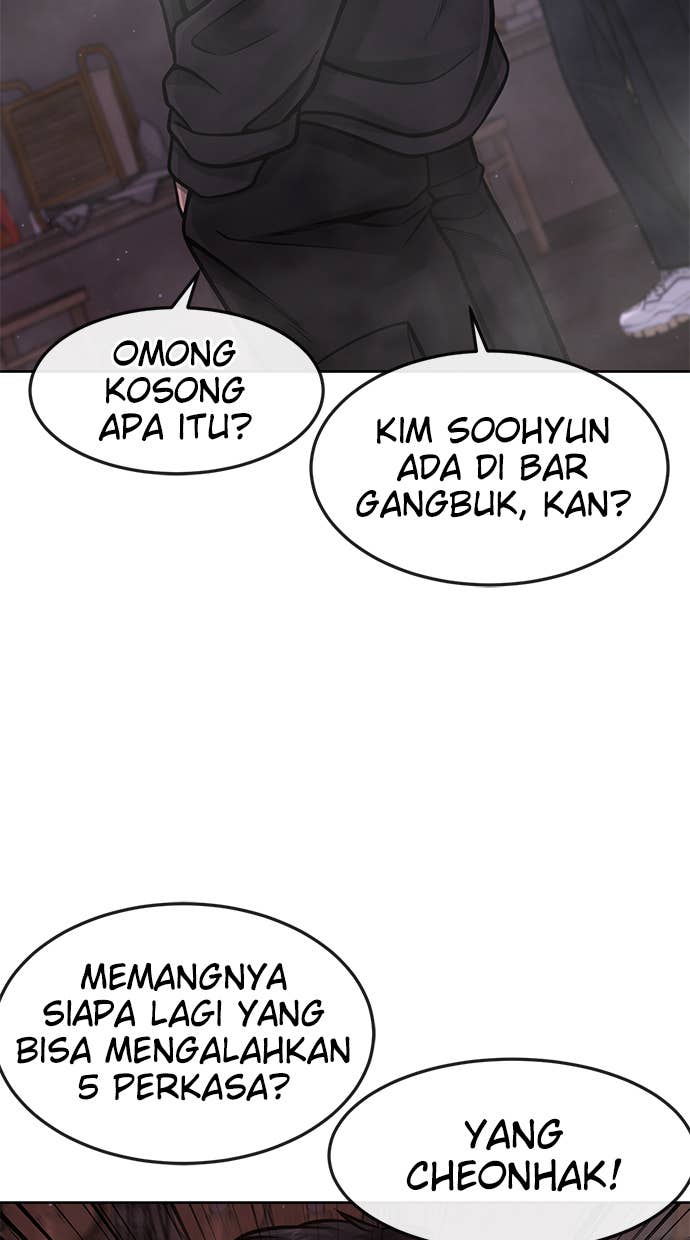 OMONG
KOSONG
APA ITU?
KIM SOOHYUN
ADA DI BAR
GANGBUK, KAN?
MEMANGNYA
SIAPA LAGI YANG
BISA MENGALAHKAN
5 PERKASA?
YANG
CHEONHAK!